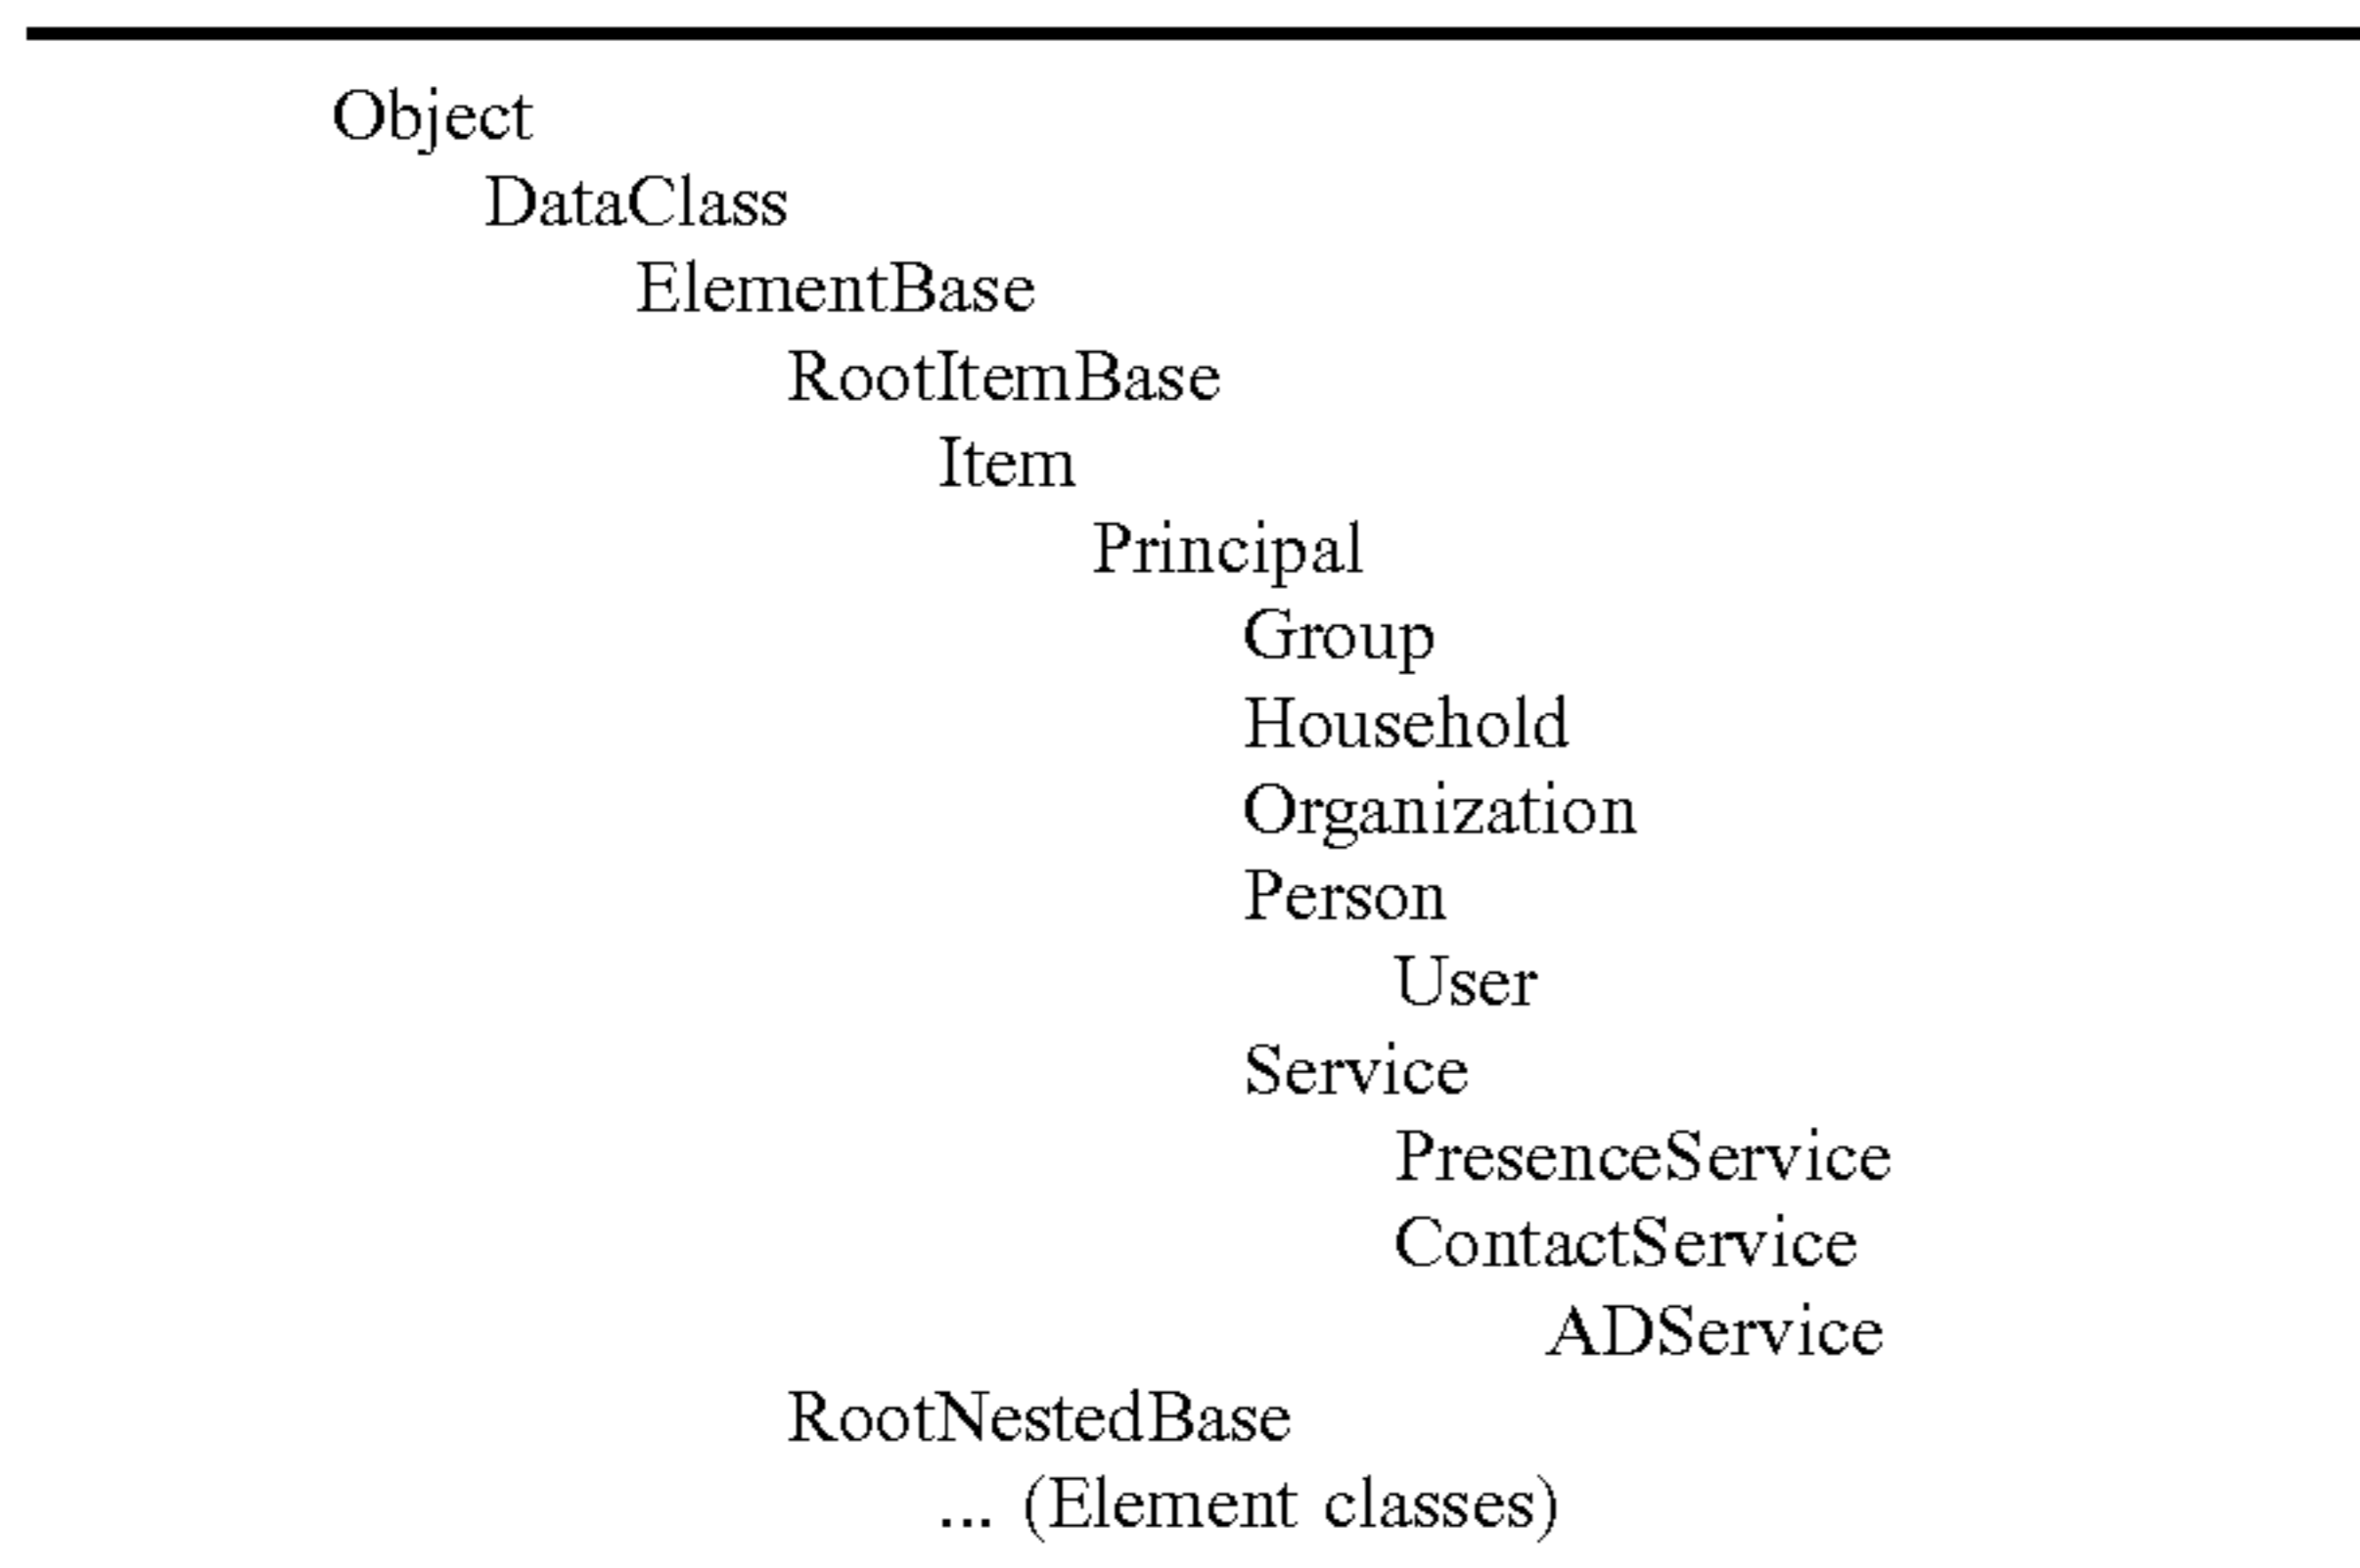 Object
DataClass
ElementBase
RootItemBase
Item
Principal
Group
Household
Organization
Person
User
Service
PresenceService
ContactService
ADService
RootNestedBase
... (Element classes)